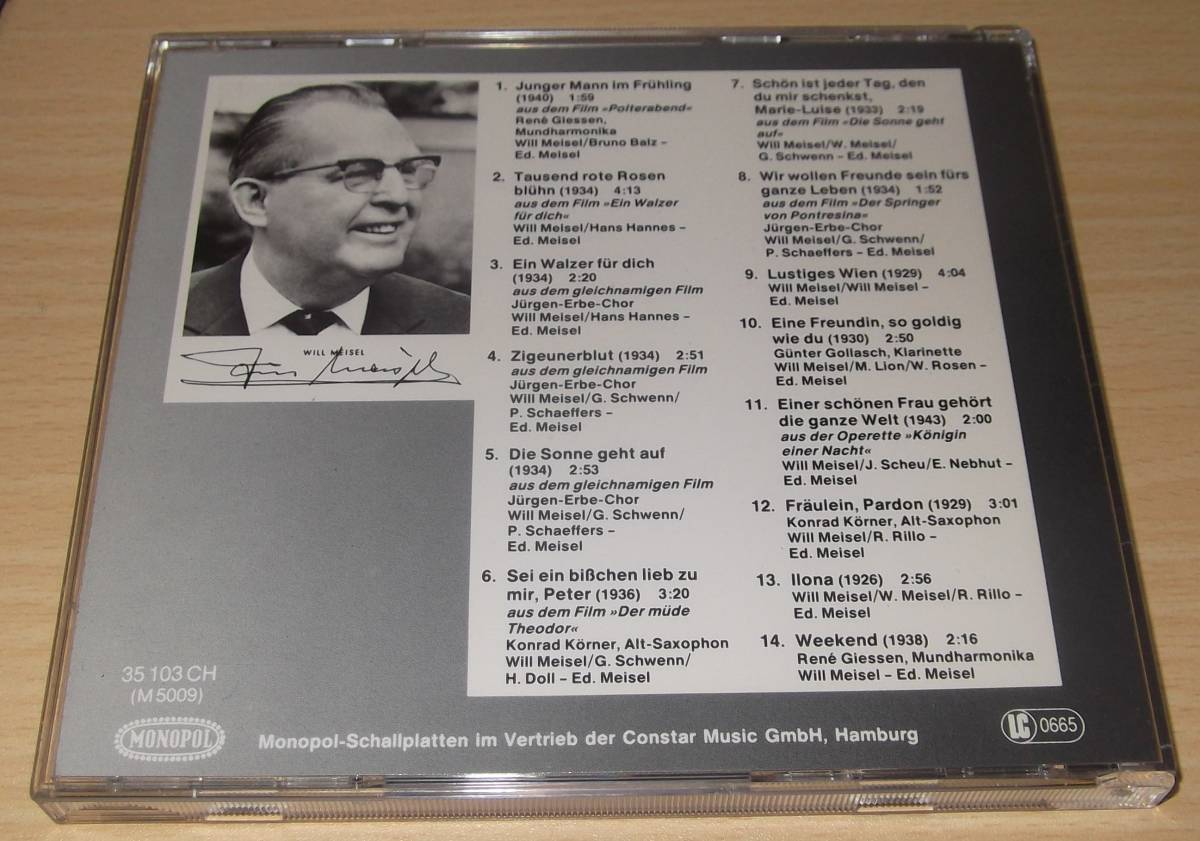 WILL MEISEL
1. Junger Mann im Frühling
(1940) 1:59
aus dem Film »Polterabend«
René Giessen,
Mundharmonika
Will Meisel/Bruno Balz –
Ed. Meisel
2. Tausend rote Rosen
blühn (1934) 4:13
aus dem Film »Ein Walzer
für dich«
Will Meisel/Hans Hannes –
Ed. Meisel
3. Ein Walzer für dich
(1934) 2:20
aus dem gleichnamigen Film
Jürgen-Erbe-Chor
Will Meisel/Hans Hannes –
Ed. Meisel
4. Zigeunerblut (1934) 2:51
aus dem gleichnamigen Film
Jürgen-Erbe-Chor
Will Meisel/G. Schwenn/
P. Schaeffers –
Ed. Meisel
5. Die Sonne geht auf
(1934) 2:53
aus dem gleichnamigen Film
Jürgen-Erbe-Chor
Will Meisel/G. Schwenn/
P. Schaeffers –
Ed. Meisel
6. Sei ein bißchen lieb zu
mir, Peter (1936) 3:20
aus dem Film »Der müde
Theodor«
Konrad Körner, Alt-Saxophon
Will Meisel/G. Schwenn/
H. Doll – Ed. Meisel
7. Schön ist jeder Tag, den
du mir schenkst,
Marie-Luise (1933) 2:19
aus dem Film »Die Sonne geht
auf«
Will Meisel/W. Meisel/
G. Schwenn – Ed. Meisel
8. Wir wollen Freunde sein fürs
ganze Leben (1934) 1:52
aus dem Film »Der Springer
von Pontresina«
Jürgen-Erbe-Chor
Will Meisel/G. Schwenn/
P. Schaeffers – Ed. Meisel
9. Lustiges Wien (1929) 4:04
Will Meisel/Will Meisel –
Ed. Meisel
10. Eine Freundin, so goldig
wie du (1930) 2:50
Günter Gollasch, Klarinette
Will Meisel/M. Lion/W. Rosen –
Ed. Meisel
11. Einer schönen Frau gehört
die ganze Welt (1943) 2:00
aus der Operette »Königin
einer Nacht«
Will Meisel/J. Scheu/E. Nebhut –
Ed. Meisel
12. Fräulein, Pardon (1929) 3:01
Konrad Körner, Alt-Saxophon
Will Meisel/R. Rillo –
Ed. Meisel
13. Ilona (1926) 2:56
Will Meisel/W. Meisel/R. Rillo –
Ed. Meisel
14. Weekend (1938) 2:16
René Giessen, Mundharmonika
Will Meisel – Ed. Meisel
35 103 CH
(M 5009)
MONOPOL
Monopol-Schallplatten im Vertrieb der Constar Music GmbH, Hamburg
LC 0665